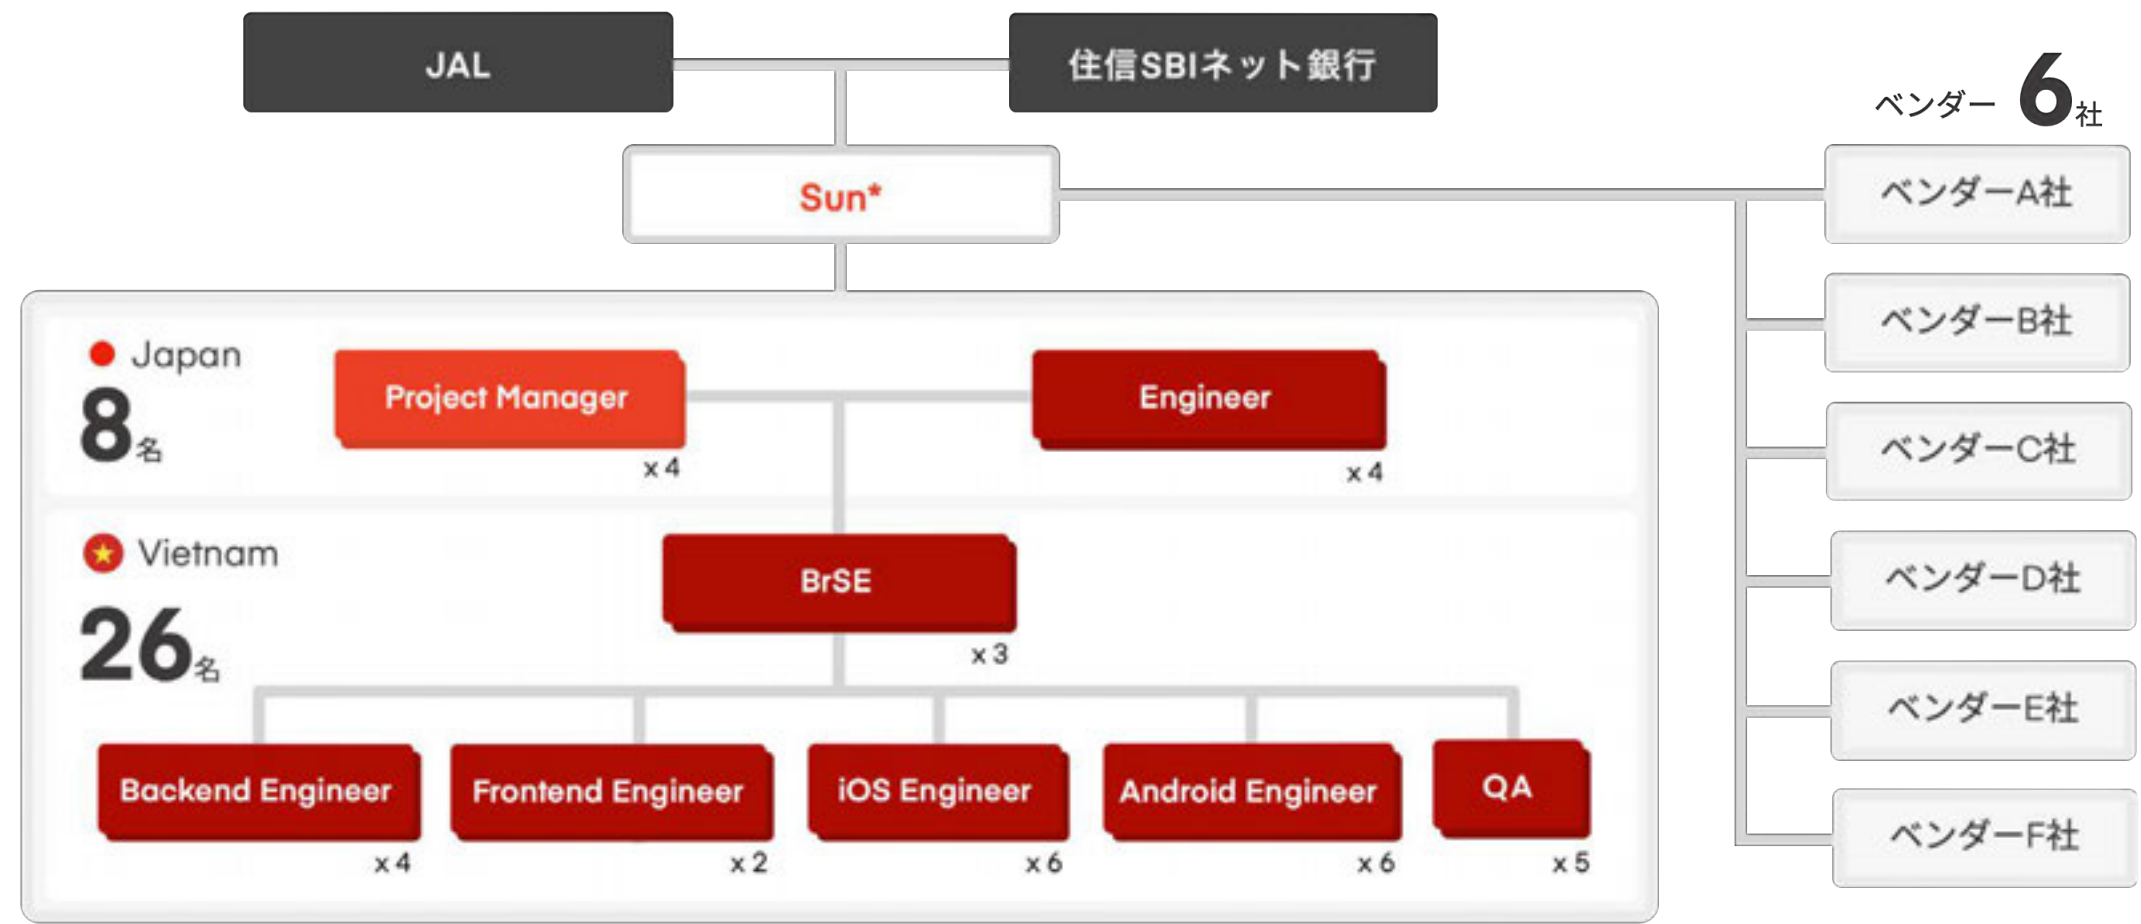 JAL
住信SBIネット銀行
ベンダー 6社
Sun*
ベンダーA社
ベンダーB社
ベンダーC社
ベンダーD社
ベンダーE社
ベンダーF社
Japan
8名
Project Manager
x 4
Engineer
x 4
Vietnam
26名
BrSE
x 3
Backend Engineer
x 4
Frontend Engineer
x 2
iOS Engineer
x 6
Android Engineer
x 6
QA
x 5